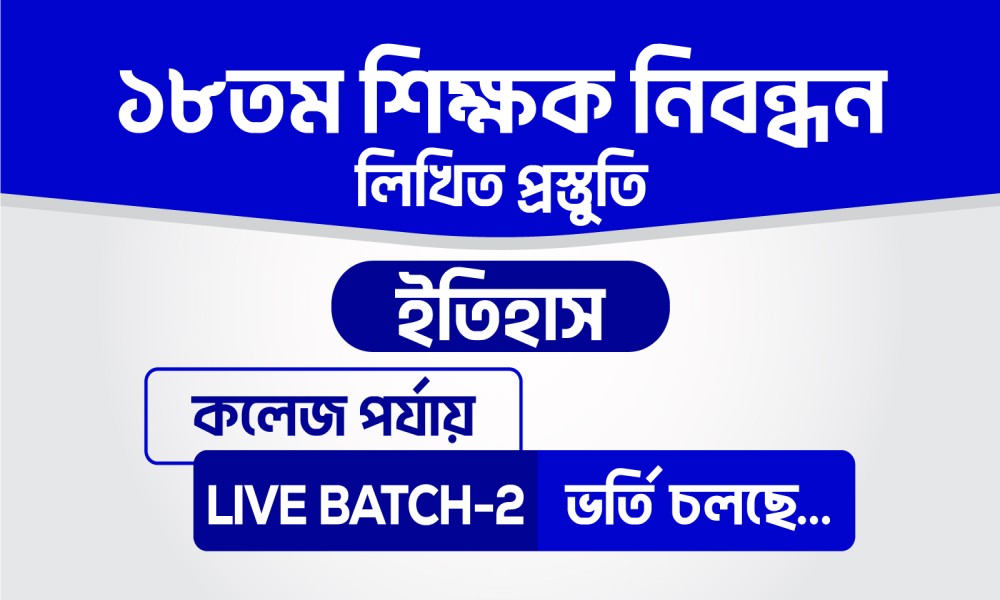 ১৮তম শিক্ষক নিবন্ধন
লিখিত প্রস্তুতি
ইতিহাস
কলেজ পর্যায়
LIVE BATCH-2 ভর্তি চলছে...